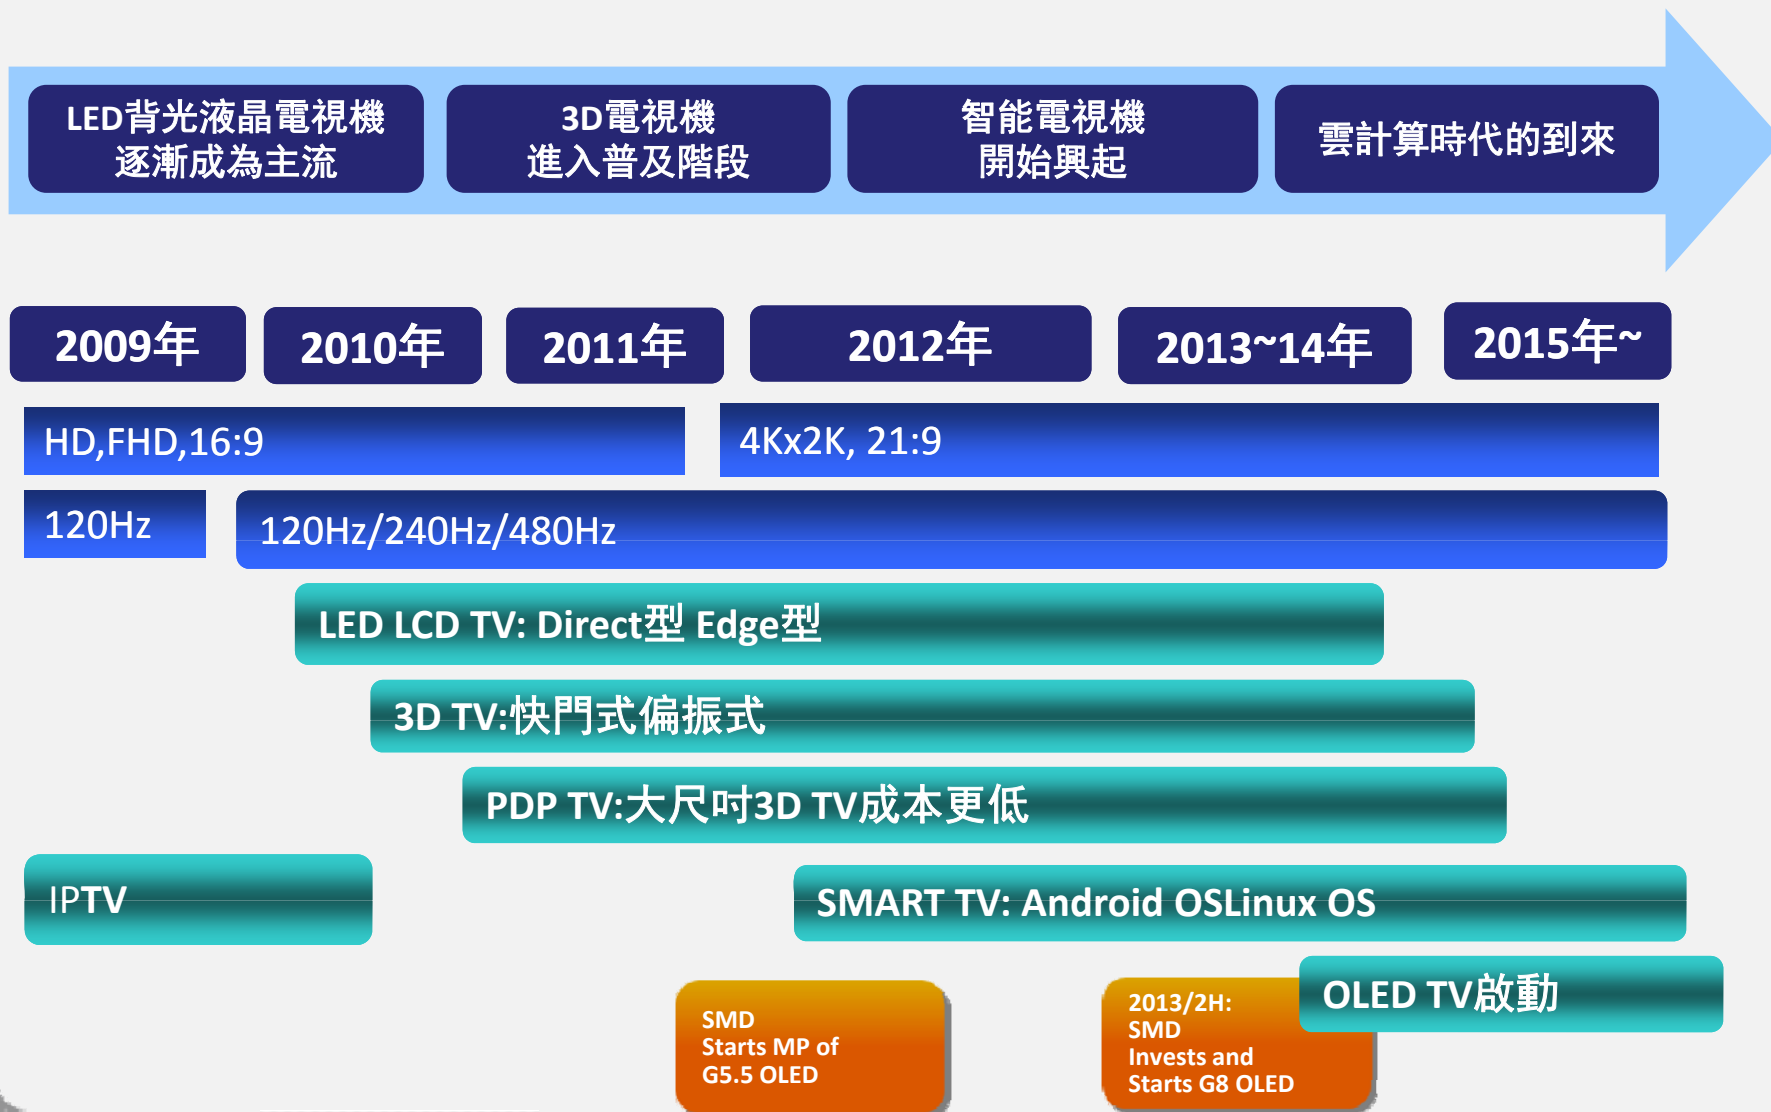 LED背光液晶電視機
逐漸成為主流
3D電視機
進入普及階段
智能電視機
開始興起
雲計算時代的到來
2009年
2010年
2011年
2012年
2013~14年
2015年~
HD,FHD,16:9
4Kx2K, 21:9
120Hz
120Hz/240Hz/480Hz
LED LCD TV: Direct型 Edge型
3D TV:快門式偏振式
PDP TV:大尺吋3D TV成本更低
IPTV
SMART TV: Android OSLinux OS
OLED TV啟動
SMD
Starts MP of
G5.5 OLED
2013/2H:
SMD
Invests and
Starts G8 OLED